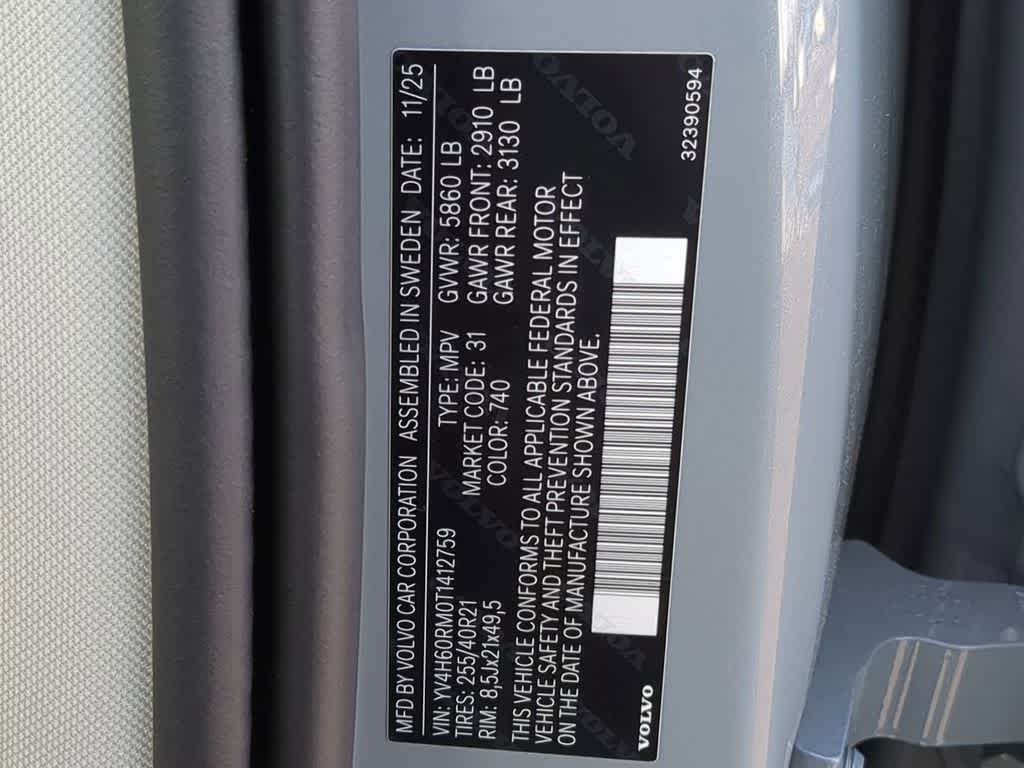 MFD BY VOLVO CAR CORPORATION ASSEMBLED IN SWEDEN DATE: 11/25
VIN: YV4H60RM0T1412759 TYPE: MPV GVWR: 5860 LB
TIRES: 255/40R21 MARKET CODE: 31 GAWR FRONT: 2910 LB
RIM: 8,5Jx21x49,5 COLOR: 740 GAWR REAR: 3130 LB
THIS VEHICLE CONFORMS TO ALL APPLICABLE FEDERAL MOTOR
VEHICLE SAFETY AND THEFT PREVENTION STANDARDS IN EFFECT
ON THE DATE OF MANUFACTURE SHOWN ABOVE.
VOLVO 32390594